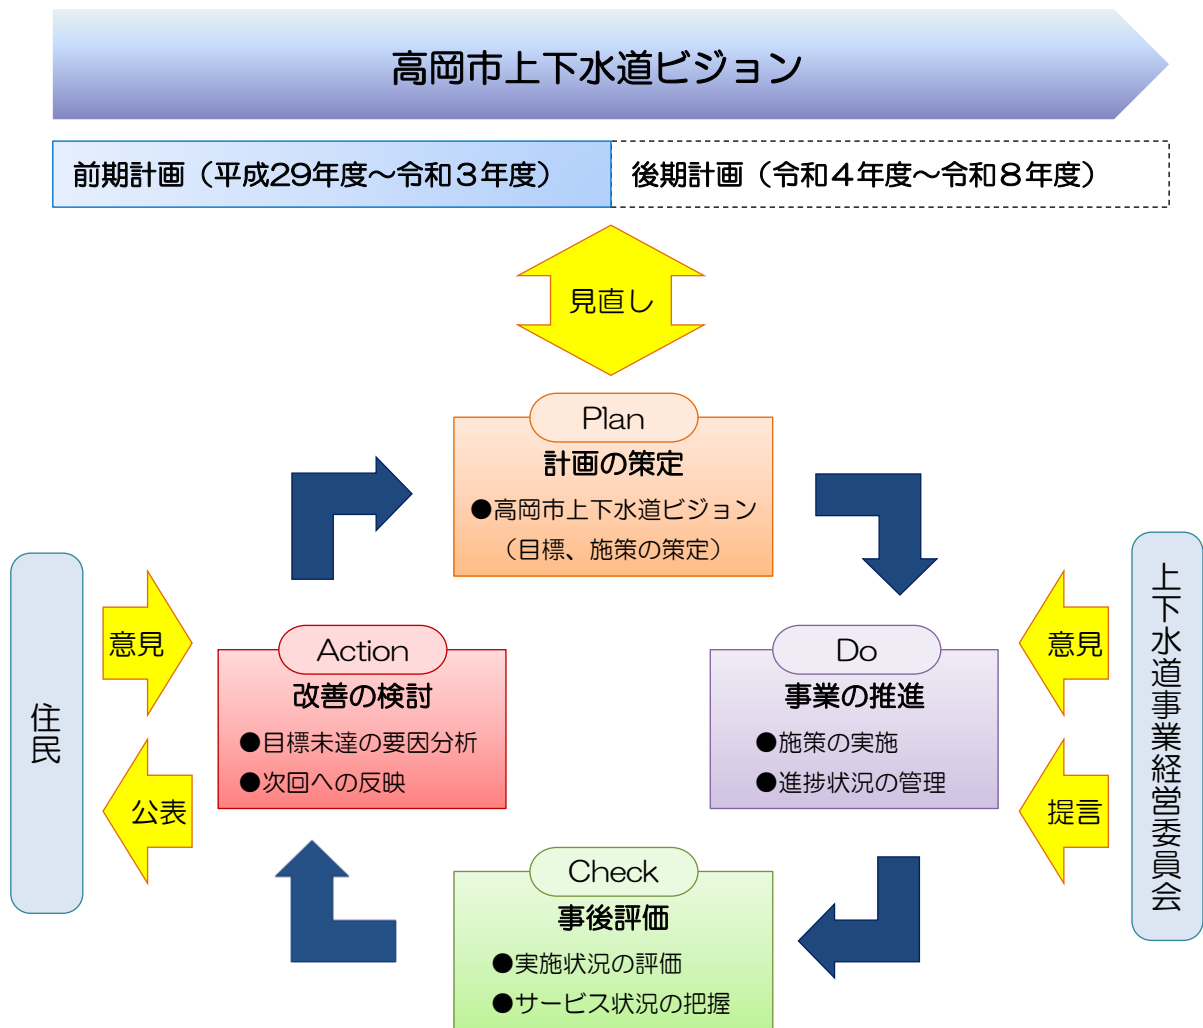 高岡市上下水道ビジョン
前期計画（平成29年度～令和３年度）
後期計画（令和４年度～令和８年度）
見直し
Plan
計画の策定
●高岡市上下水道ビジョン
（目標、施策の策定）
住民
意見
公表
Action
改善の検討
●目標未達の要因分析
●次回への反映
Do
事業の推進
●施策の実施
●進捗状況の管理
意見
提言
上下水道事業経営委員会
Check
事後評価
●実施状況の評価
●サービス状況の把握